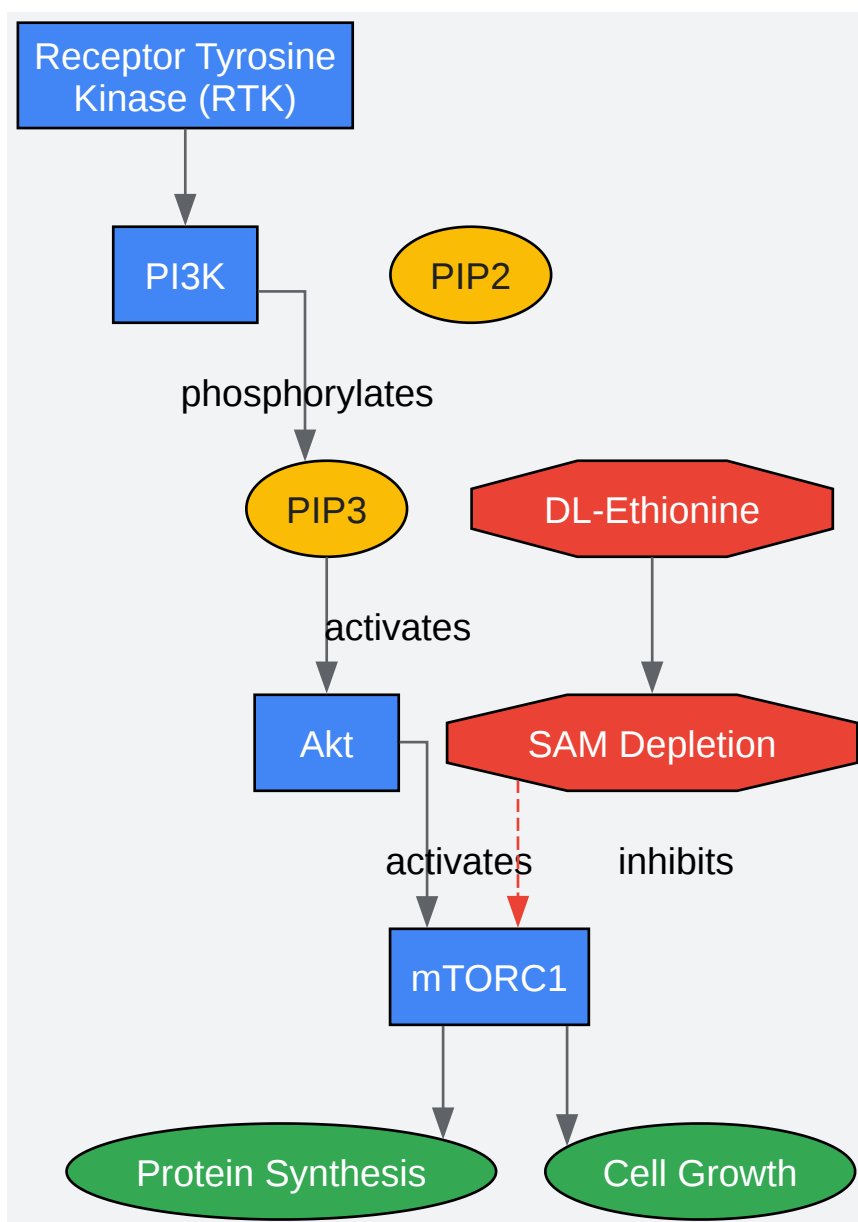 Receptor Tyrosine
Kinase (RTK)
PI3K
PIP2
phosphorylates
PIP3
DL-Ethionine
activates
Akt
SAM Depletion
activates
inhibits
mTORC1
Protein Synthesis
Cell Growth